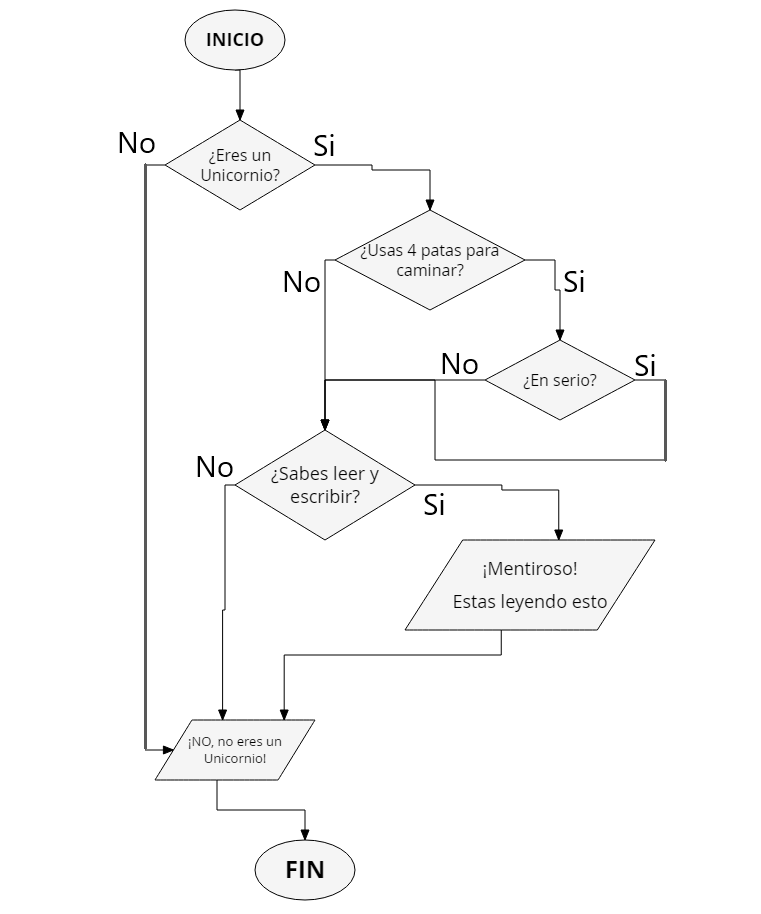 INICIO
No
Si
¿Eres un
Unicornio?
¿Usas 4 patas para
caminar?
No
Si
No
Si
¿En serio?
No
¿Sabes leer y
escribir?
Si
¡Mentiroso!
Estas leyendo esto
¡NO, no eres un
Unicornio!
FIN